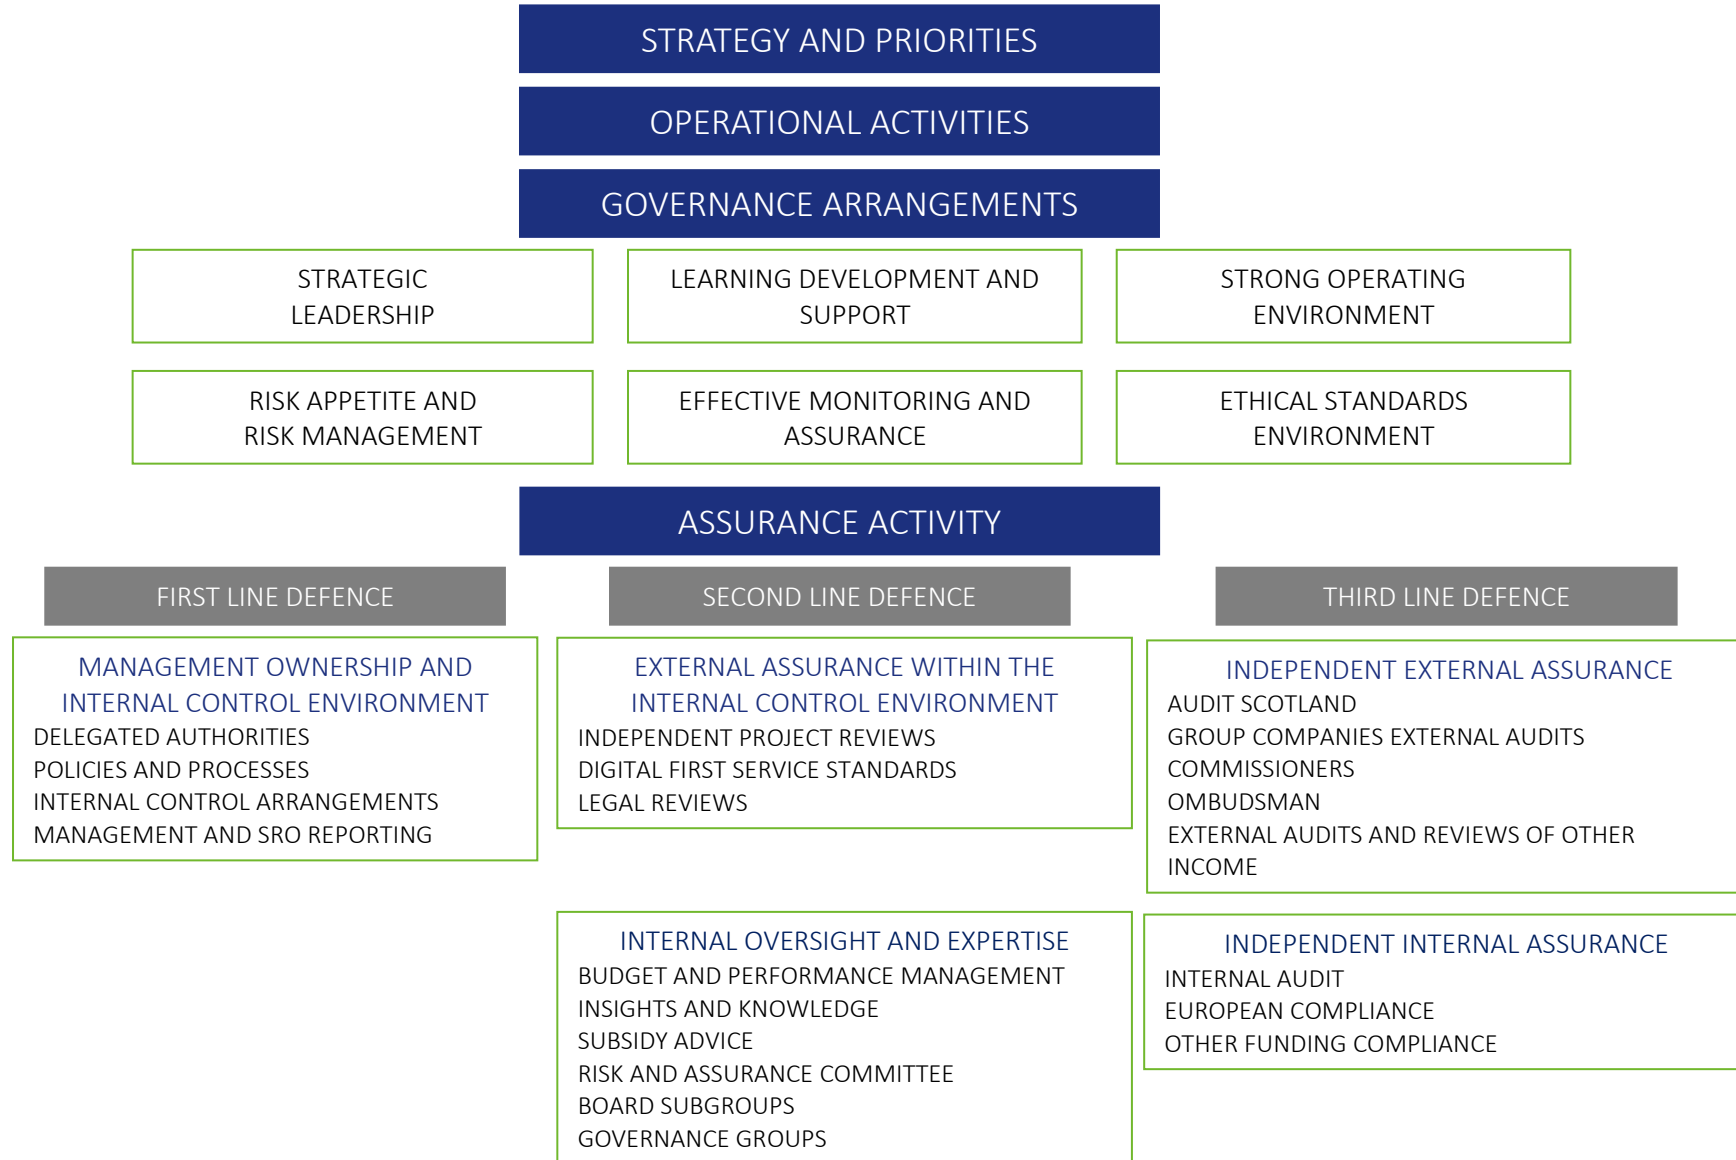 STRATEGY AND PRIORITIES
OPERATIONAL ACTIVITIES
GOVERNANCE ARRANGEMENTS
STRATEGIC
LEADERSHIP
LEARNING DEVELOPMENT AND
SUPPORT
STRONG OPERATING
ENVIRONMENT
RISK APPETITE AND
RISK MANAGEMENT
EFFECTIVE MONITORING AND
ASSURANCE
ETHICAL STANDARDS
ENVIRONMENT
ASSURANCE ACTIVITY
FIRST LINE DEFENCE
MANAGEMENT OWNERSHIP AND
INTERNAL CONTROL ENVIRONMENT
DELEGATED AUTHORITIES
POLICIES AND PROCESSES
INTERNAL CONTROL ARRANGEMENTS
MANAGEMENT AND SRO REPORTING
SECOND LINE DEFENCE
EXTERNAL ASSURANCE WITHIN THE
INTERNAL CONTROL ENVIRONMENT
INDEPENDENT PROJECT REVIEWS
DIGITAL FIRST SERVICE STANDARDS
LEGAL REVIEWS
INTERNAL OVERSIGHT AND EXPERTISE
BUDGET AND PERFORMANCE MANAGEMENT
INSIGHTS AND KNOWLEDGE
SUBSIDY ADVICE
RISK AND ASSURANCE COMMITTEE
BOARD SUBGROUPS
GOVERNANCE GROUPS
THIRD LINE DEFENCE
INDEPENDENT EXTERNAL ASSURANCE
AUDIT SCOTLAND
GROUP COMPANIES EXTERNAL AUDITS
COMMISSIONERS
OMBUDSMAN
EXTERNAL AUDITS AND REVIEWS OF OTHER
INCOME
INDEPENDENT INTERNAL ASSURANCE
INTERNAL AUDIT
EUROPEAN COMPLIANCE
OTHER FUNDING COMPLIANCE